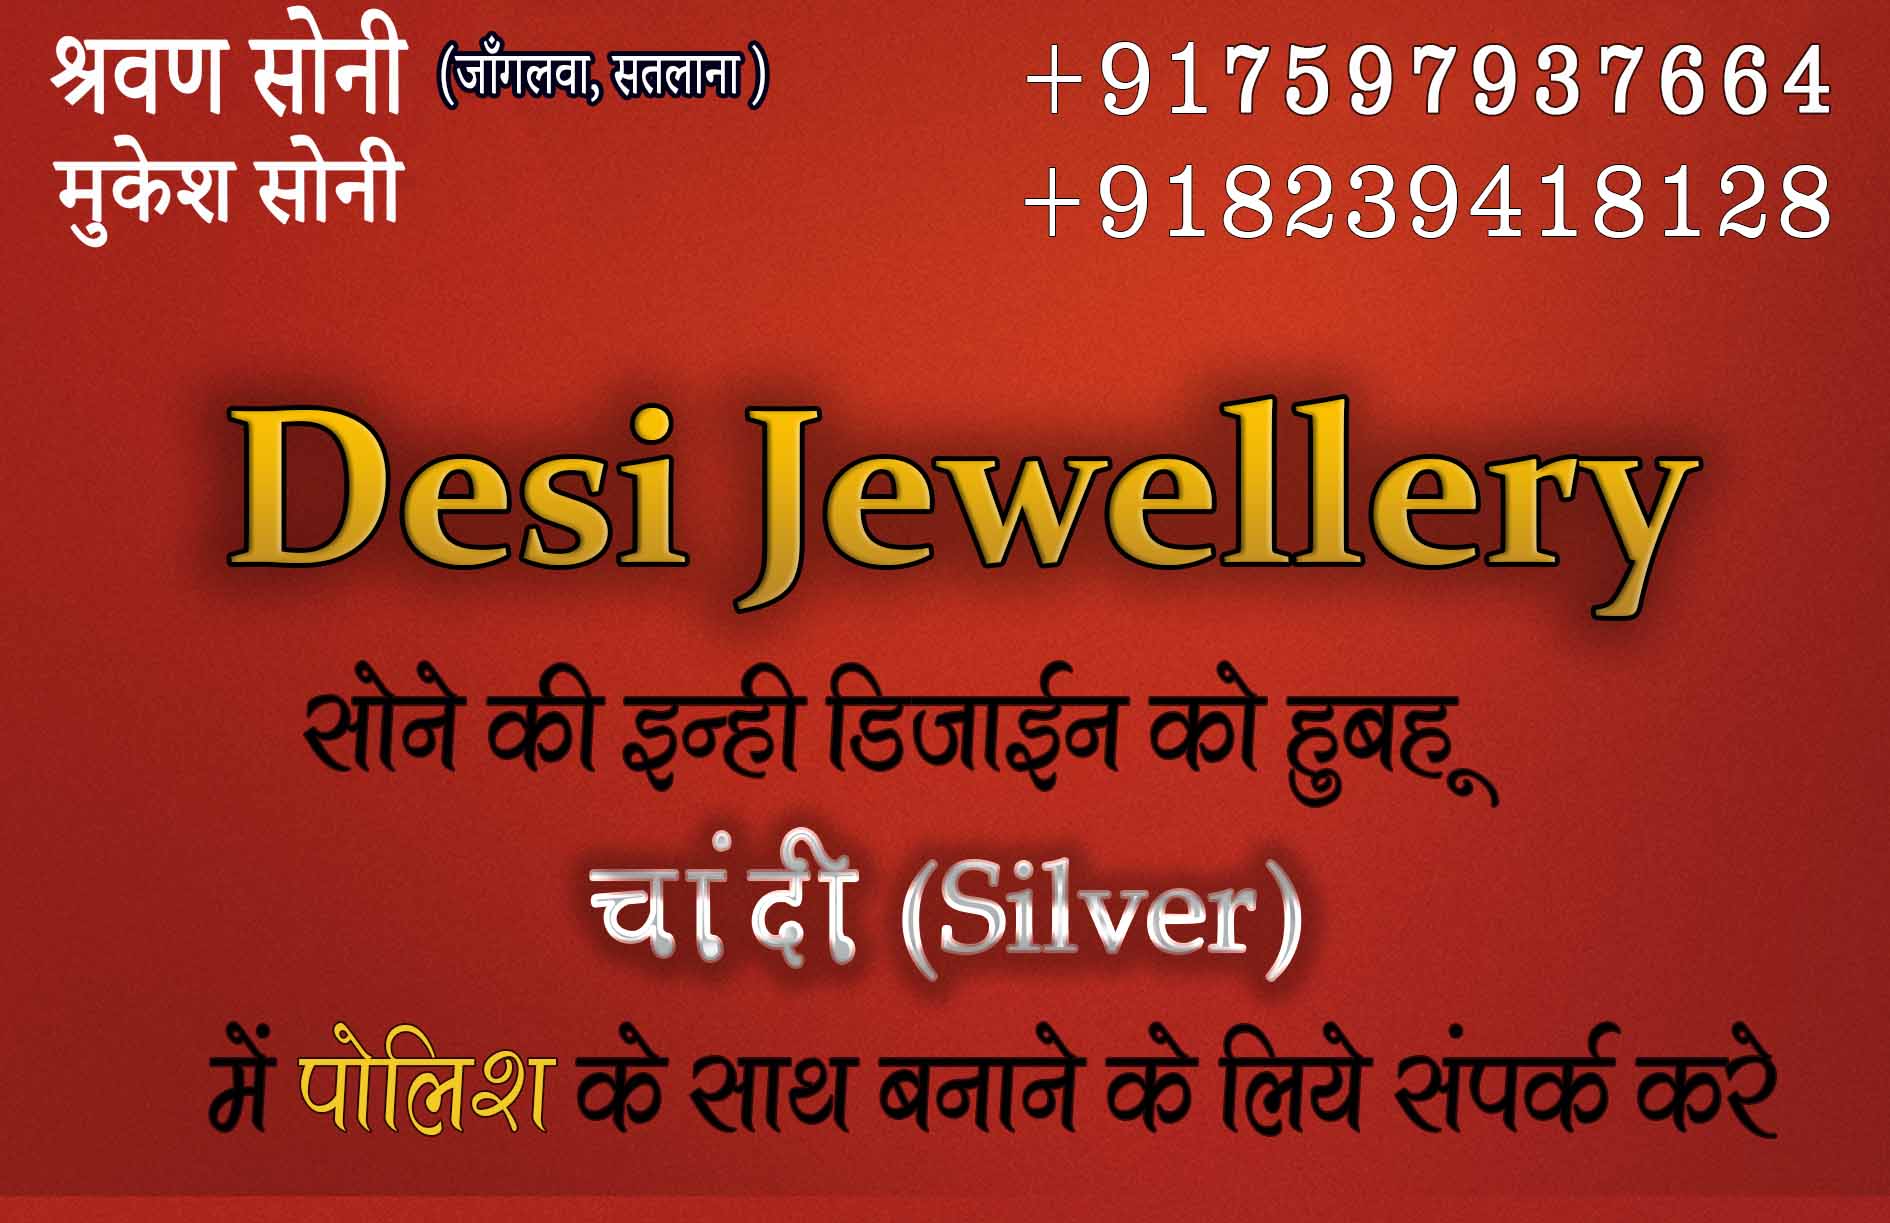 श्रवण सोनी (जाँगलवा, सतलाना ) +917597937664
मुकेश सोनी +918239418128
Desi Jewellery
सोने की इन्ही डिजाईन को हुबहू
चांदी (Silver)
में पोलिश के साथ बनाने के लिये संपर्क करे